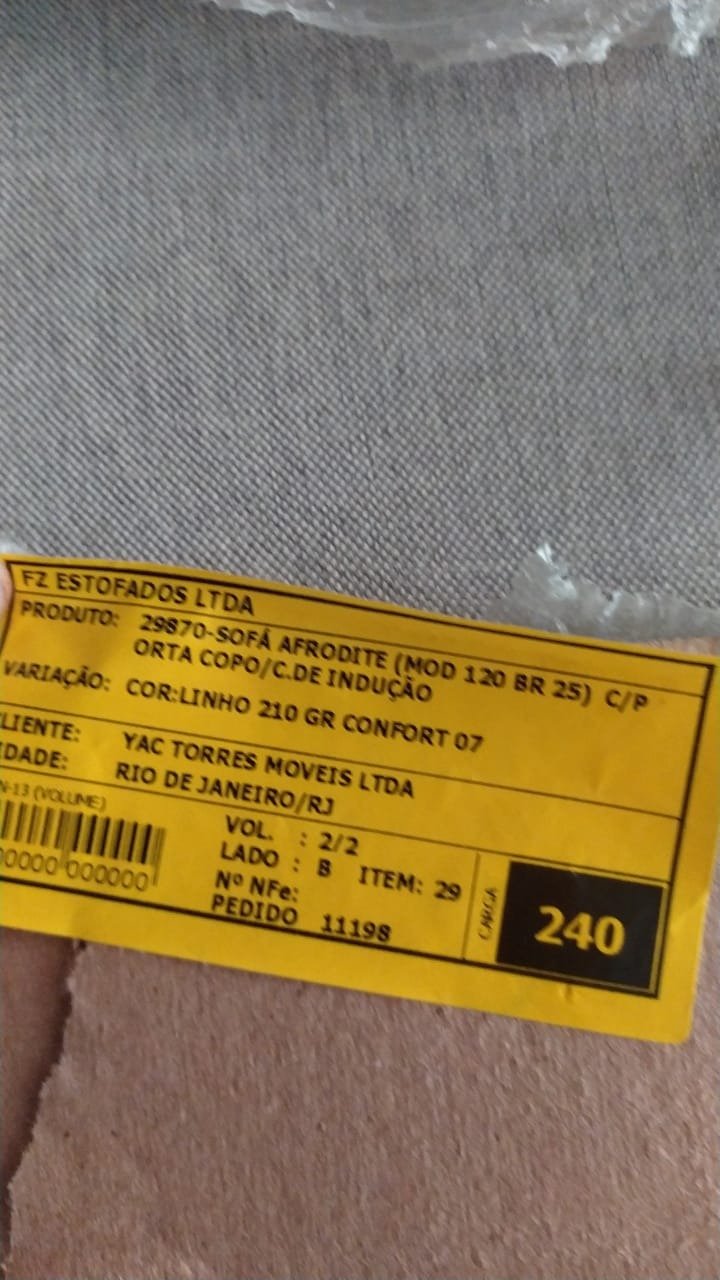 FZ ESTOFADOS LTDA
PRODUTO: 29870-SOFÁ AFRODITE (MOD 120 BR 25) C/P
ORTA COPO/C.DE INDUÇÃO
VARIAÇÃO: COR:LINHO 210 GR CONFORT 07
LIENTE: YAC TORRES MOVEIS LTDA
IDADE: RIO DE JANEIRO/RJ
N-13 (VOLUME)
VOL. : 2/2
LADO : B ITEM: 29
Nº NFe:
PEDIDO 11198
00000 000000
CARGA
240